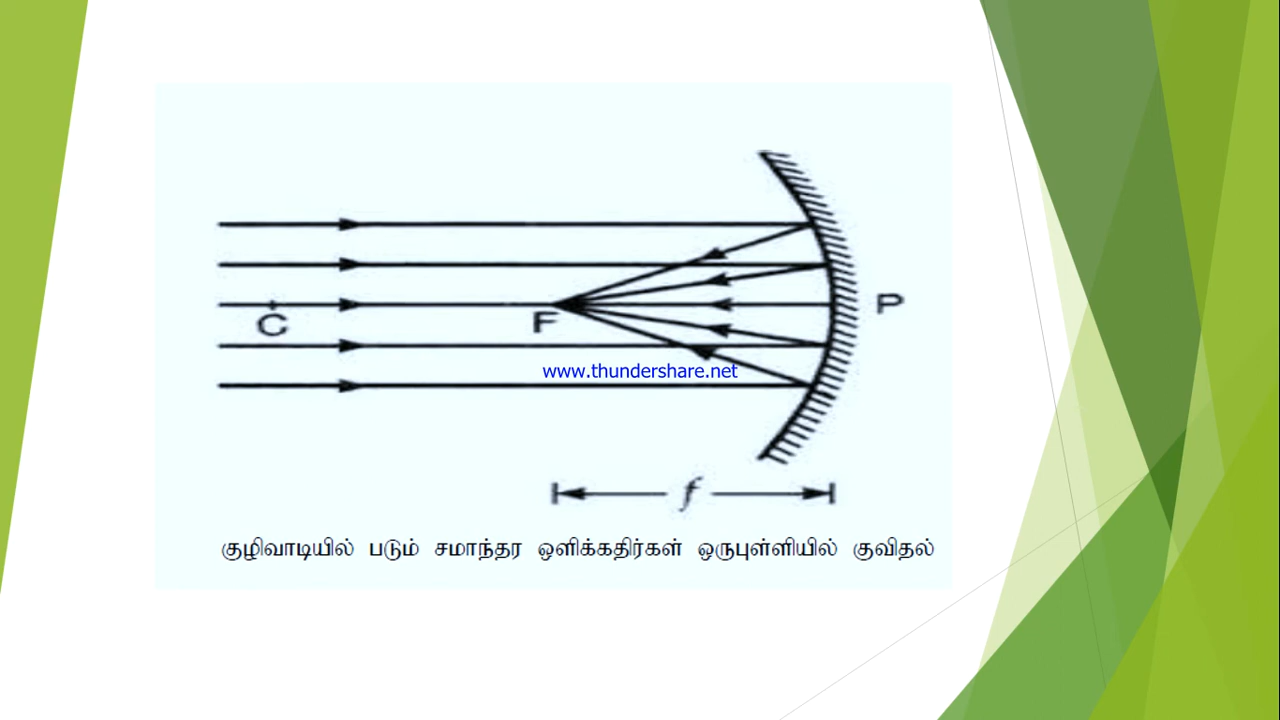 C
F
P
www.thundershare.net
f
குழிவாடியில் படும் சமாந்தர ஒளிக்கதிர்கள் ஒருபுள்ளியில் குவிதல்